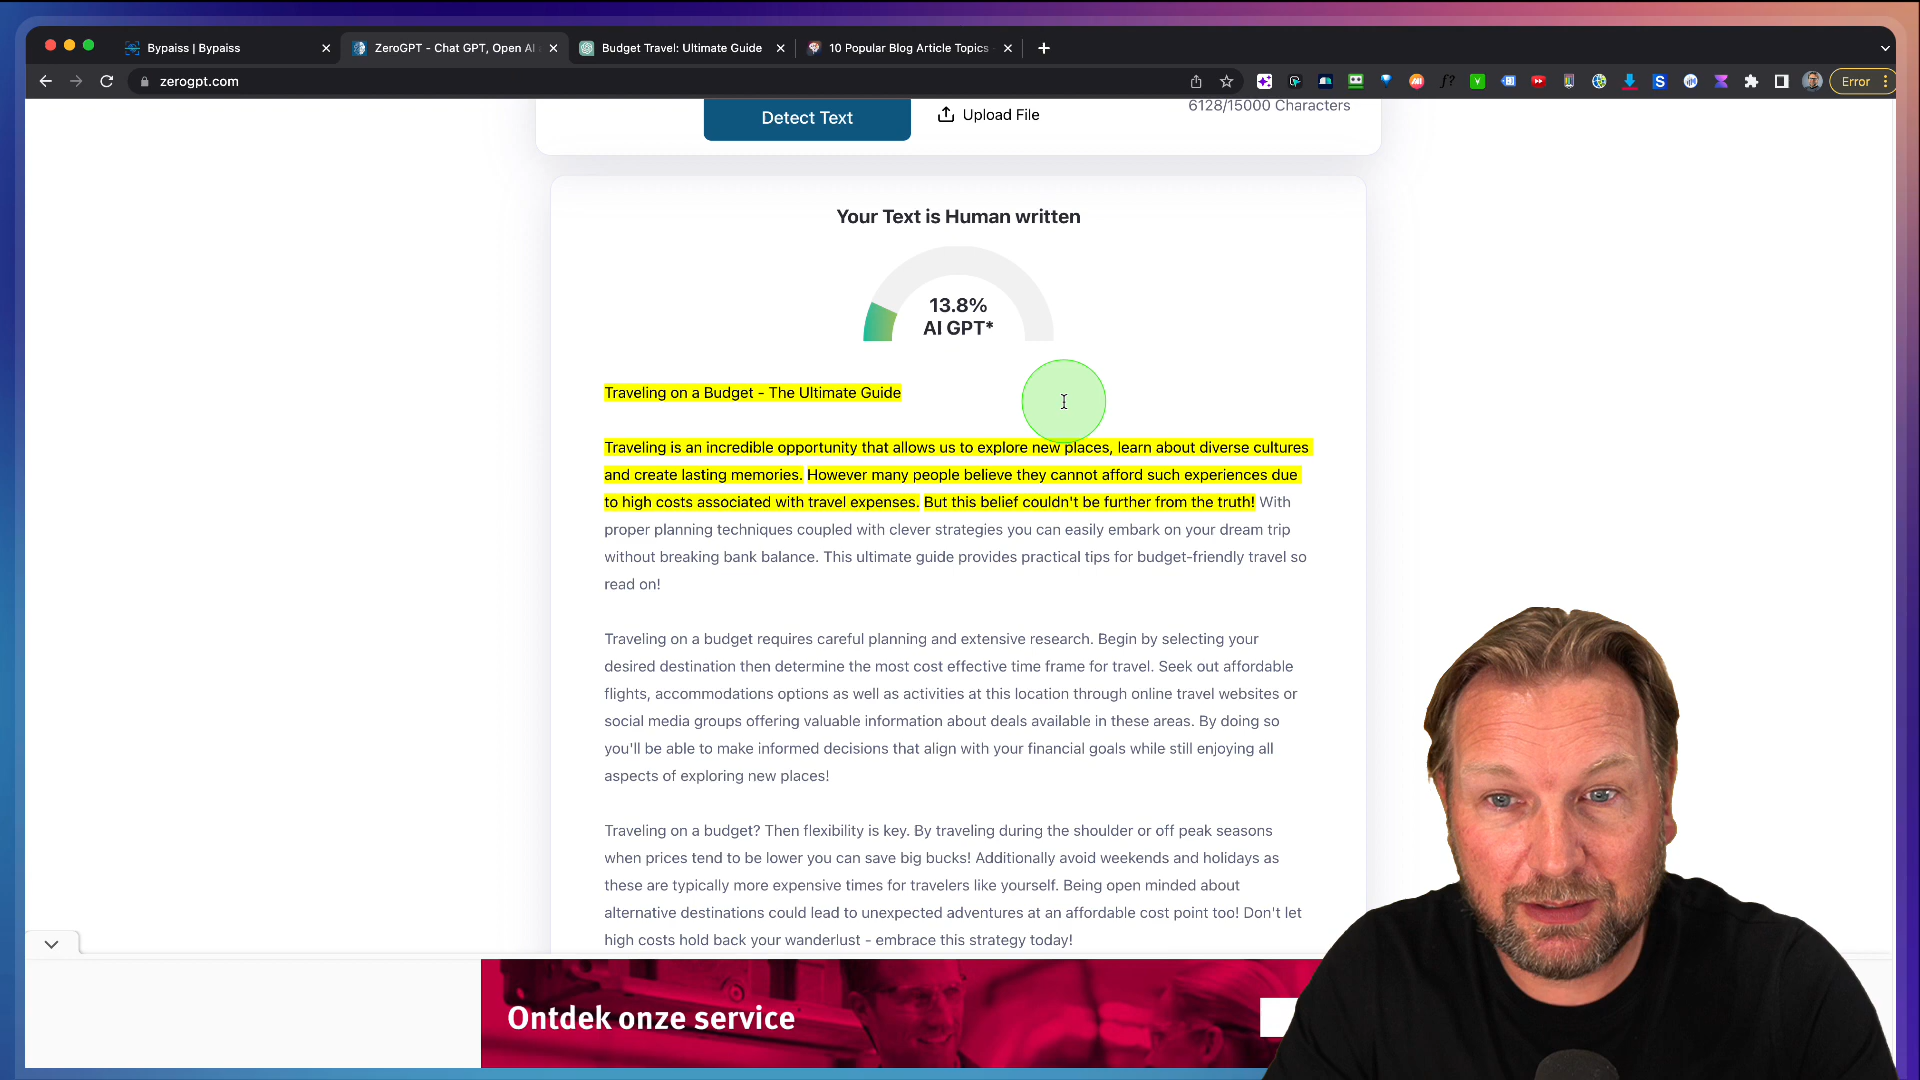 Bypaiss | Bypaiss
ZeroGPT - Chat GPT, Open AI
Budget Travel: Ultimate Guide
10 Popular Blog Article Topics
zerogpt.com
Error
Detect Text
Upload File
6128/15000 Characters
Your Text is Human written
13.8%
AI GPT*
Traveling on a Budget - The Ultimate Guide
Traveling is an incredible opportunity that allows us to explore new places, learn about diverse cultures
and create lasting memories. However many people believe they cannot afford such experiences due
to high costs associated with travel expenses. But this belief couldn't be further from the truth! With
proper planning techniques coupled with clever strategies you can easily embark on your dream trip
without breaking bank balance. This ultimate guide provides practical tips for budget-friendly travel so
read on!
Traveling on a budget requires careful planning and extensive research. Begin by selecting your
desired destination then determine the most cost effective time frame for travel. Seek out affordable
flights, accommodations options as well as activities at this location through online travel websites or
social media groups offering valuable information about deals available in these areas. By doing so
you'll be able to make informed decisions that align with your financial goals while still enjoying all
aspects of exploring new places!
Traveling on a budget? Then flexibility is key. By traveling during the shoulder or off peak seasons
when prices tend to be lower you can save big bucks! Additionally avoid weekends and holidays as
these are typically more expensive times for travelers like yourself. Being open minded about
alternative destinations could lead to unexpected adventures at an affordable cost point too! Don't let
high costs hold back your wanderlust - embrace this strategy today!
Ontdek onze service